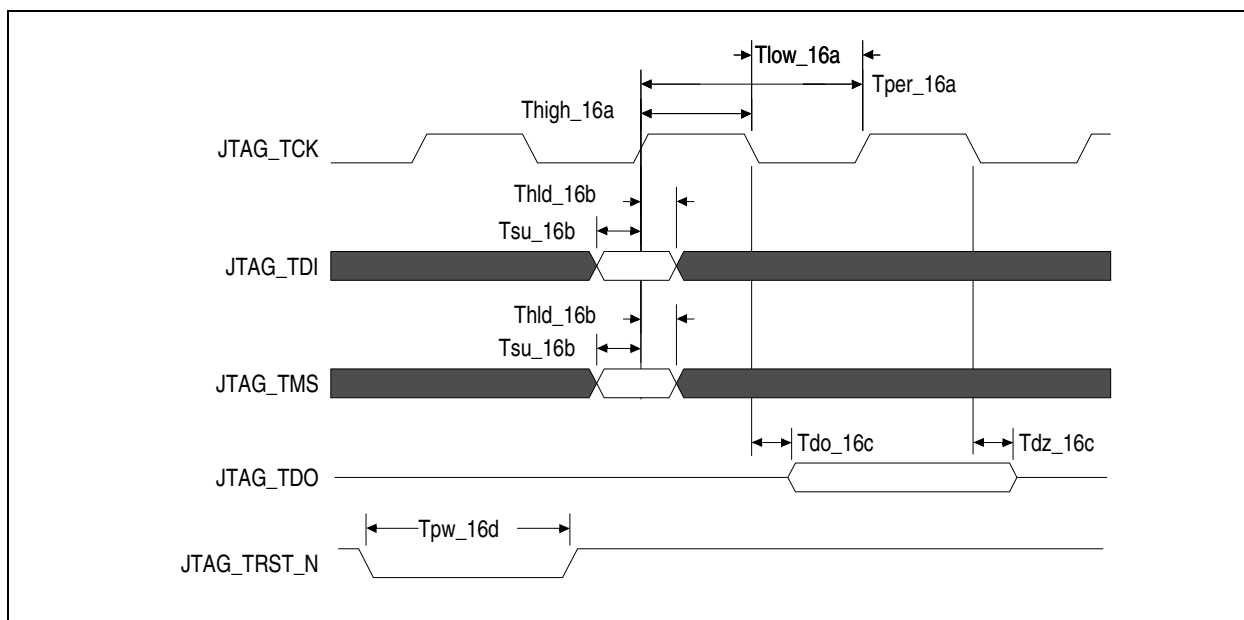 Tlow_16a
Tper_16a
Thigh_16a
JTAG_TCK
Thld_16b
Tsu_16b
JTAG_TDI
Thld_16b
Tsu_16b
JTAG_TMS
Tdo_16c
Tdz_16c
JTAG_TDO
Tpw_16d
JTAG_TRST_N